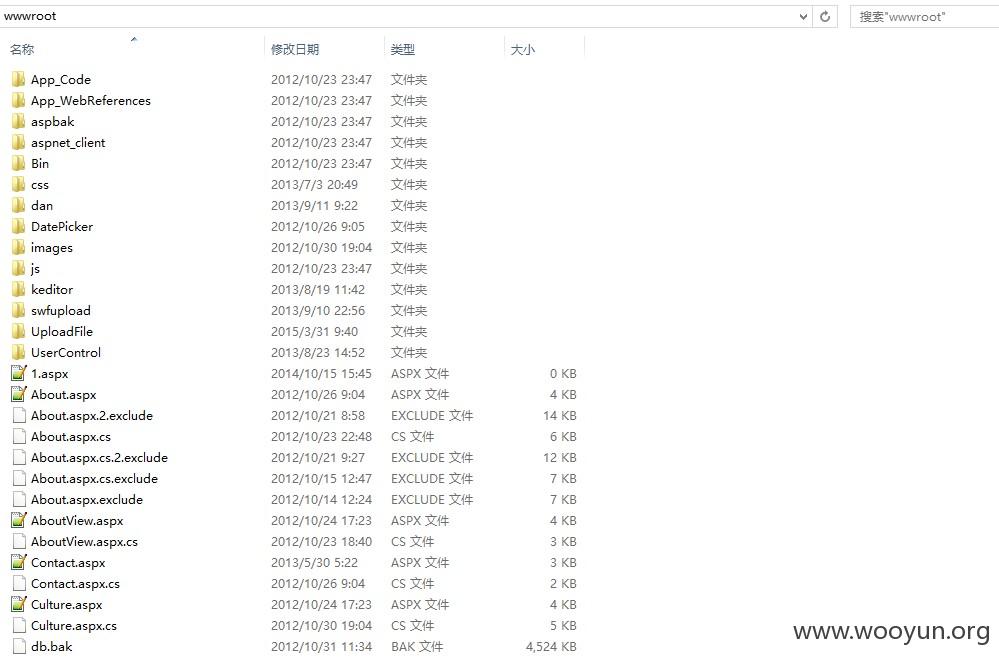 wwwroot 搜索"wwwroot"
名称 修改日期 类型 大小
App_Code 2012/10/23 23:47 文件夹
App_WebReferences 2012/10/23 23:47 文件夹
aspbak 2012/10/23 23:47 文件夹
aspnet_client 2012/10/23 23:47 文件夹
Bin 2012/10/23 23:47 文件夹
css 2013/7/3 20:49 文件夹
dan 2013/9/11 9:22 文件夹
DatePicker 2012/10/26 9:05 文件夹
images 2012/10/30 19:04 文件夹
js 2012/10/23 23:47 文件夹
keditor 2013/8/19 11:42 文件夹
swfupload 2013/9/10 22:56 文件夹
UploadFile 2015/3/31 9:40 文件夹
UserControl 2013/8/23 14:52 文件夹
1.aspx 2014/10/15 15:45 ASPX 文件 0 KB
About.aspx 2012/10/26 9:04 ASPX 文件 4 KB
About.aspx.2.exclude 2012/10/21 8:58 EXCLUDE 文件 14 KB
About.aspx.cs 2012/10/23 22:48 CS 文件 6 KB
About.aspx.cs.2.exclude 2012/10/21 9:27 EXCLUDE 文件 12 KB
About.aspx.cs.exclude 2012/10/15 12:47 EXCLUDE 文件 7 KB
About.aspx.exclude 2012/10/14 12:24 EXCLUDE 文件 7 KB
AboutView.aspx 2012/10/24 17:23 ASPX 文件 4 KB
AboutView.aspx.cs 2012/10/23 18:40 CS 文件 3 KB
Contact.aspx 2013/5/30 5:22 ASPX 文件 3 KB
Contact.aspx.cs 2012/10/26 9:04 CS 文件 2 KB
Culture.aspx 2012/10/24 17:23 ASPX 文件 4 KB
Culture.aspx.cs 2012/10/30 19:04 CS 文件 5 KB
db.bak 2012/10/31 11:34 BAK 文件 4,524 KB
www.wooyun.org